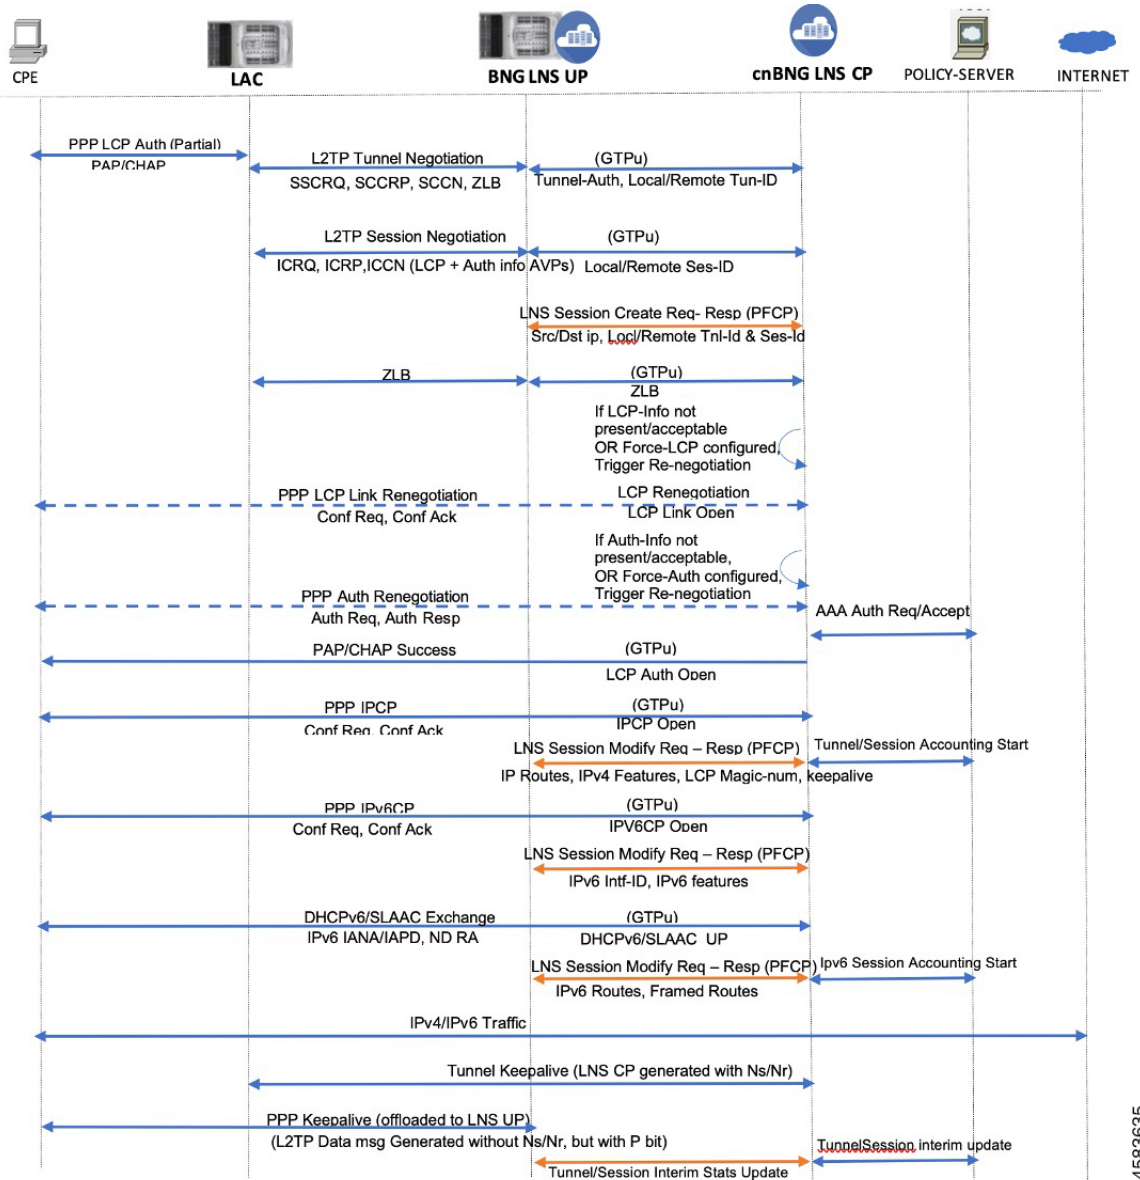 CPE
LAC
BNG LNS UP
cnBNG LNS CP
POLICY-SERVER
INTERNET
PPP LCP Auth (Partial)
PAP/CHAP
L2TP Tunnel Negotiation
(GTPu)
SSCRQ, SCCRP, SCCN, ZLB
Tunnel-Auth, Local/Remote Tun-ID
L2TP Session Negotiation
(GTPu)
ICRQ, ICRP,ICCN (LCP + Auth info AVPs)
Local/Remote Ses-ID
LNS Session Create Req- Resp (PFCP)
Src/Dst ip, Locl/Remote Tnl-Id & Ses-Id
ZLB
(GTPu)
ZLB
If LCP-Info not
present/acceptable
OR Force-LCP configured,
Trigger Re-negotiation
PPP LCP Link Renegotiation
LCP Renegotiation
Conf Req, Conf Ack
LCP Link Open
If Auth-Info not
present/acceptable,
OR Force-Auth configured,
Trigger Re-negotiation
PPP Auth Renegotiation
Auth Req, Auth Resp
AAA Auth Req/Accept
PAP/CHAP Success
(GTPu)
LCP Auth Open
PPP IPCP
(GTPu)
Conf Req, Conf Ack
IPCP Open
LNS Session Modify Req – Resp (PFCP)
Tunnel/Session Accounting Start
IP Routes, IPv4 Features, LCP Magic-num, keepalive
PPP IPv6CP
(GTPu)
Conf Req, Conf Ack
IPV6CP Open
LNS Session Modify Req – Resp (PFCP)
IPv6 Intf-ID, IPv6 features
DHCPv6/SLAAC Exchange
(GTPu)
IPv6 IANA/IAPD, ND RA
DHCPv6/SLAAC UP
LNS Session Modify Req – Resp (PFCP)
Ipv6 Session Accounting Start
IPv6 Routes, Framed Routes
IPv4/IPv6 Traffic
Tunnel Keepalive (LNS CP generated with Ns/Nr)
PPP Keepalive (offloaded to LNS UP)
(L2TP Data msg Generated without Ns/Nr, but with P bit)
TunnelSession interim update
Tunnel/Session Interim Stats Update
4583635